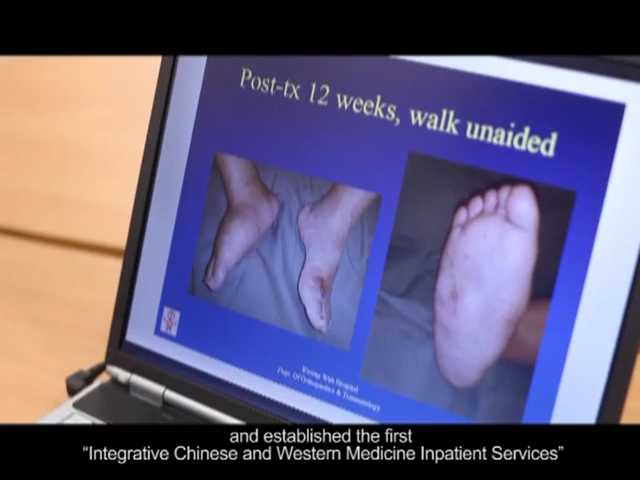 Post-tx 12 weeks, walk unaided
Kwong Wah Hospital
Dept. Of Orthopaedics & Traumatology
and established the first
“Integrative Chinese and Western Medicine Inpatient Services”